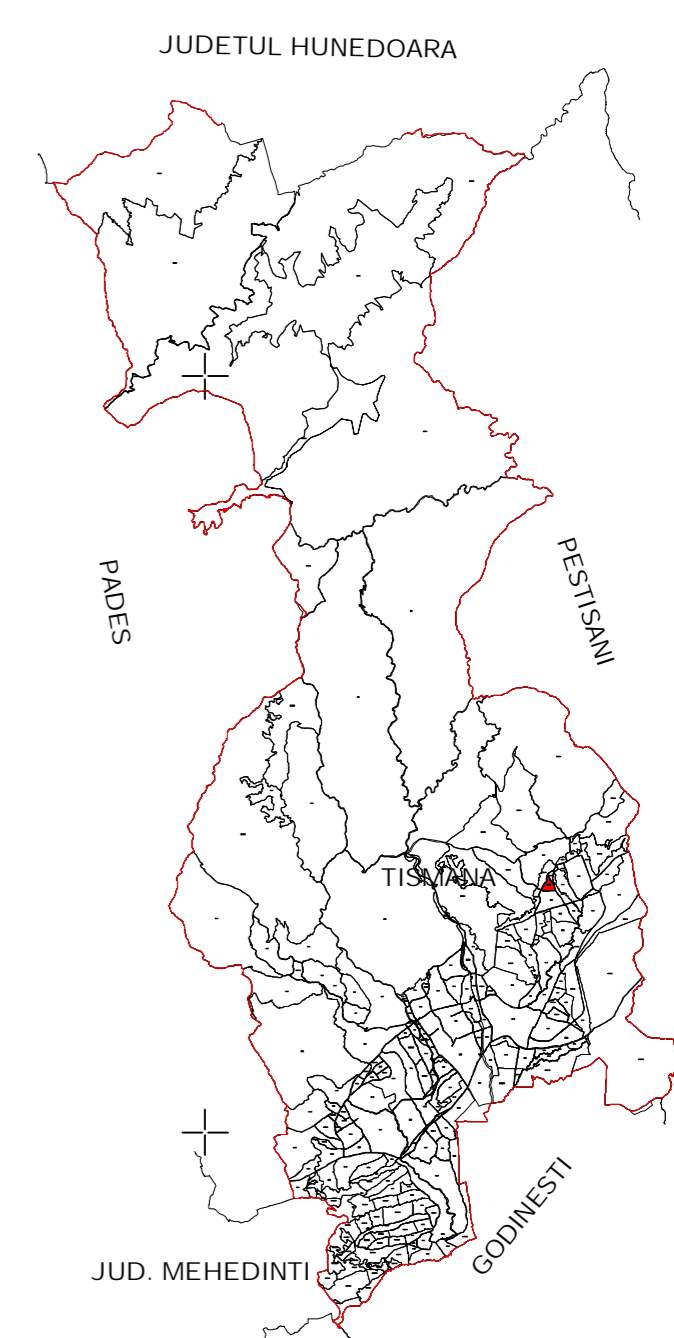 JUDETUL HUNEDOARA
PADES
PESTISANI
TISMANA
GODINESTI
JUD. MEHEDINTI